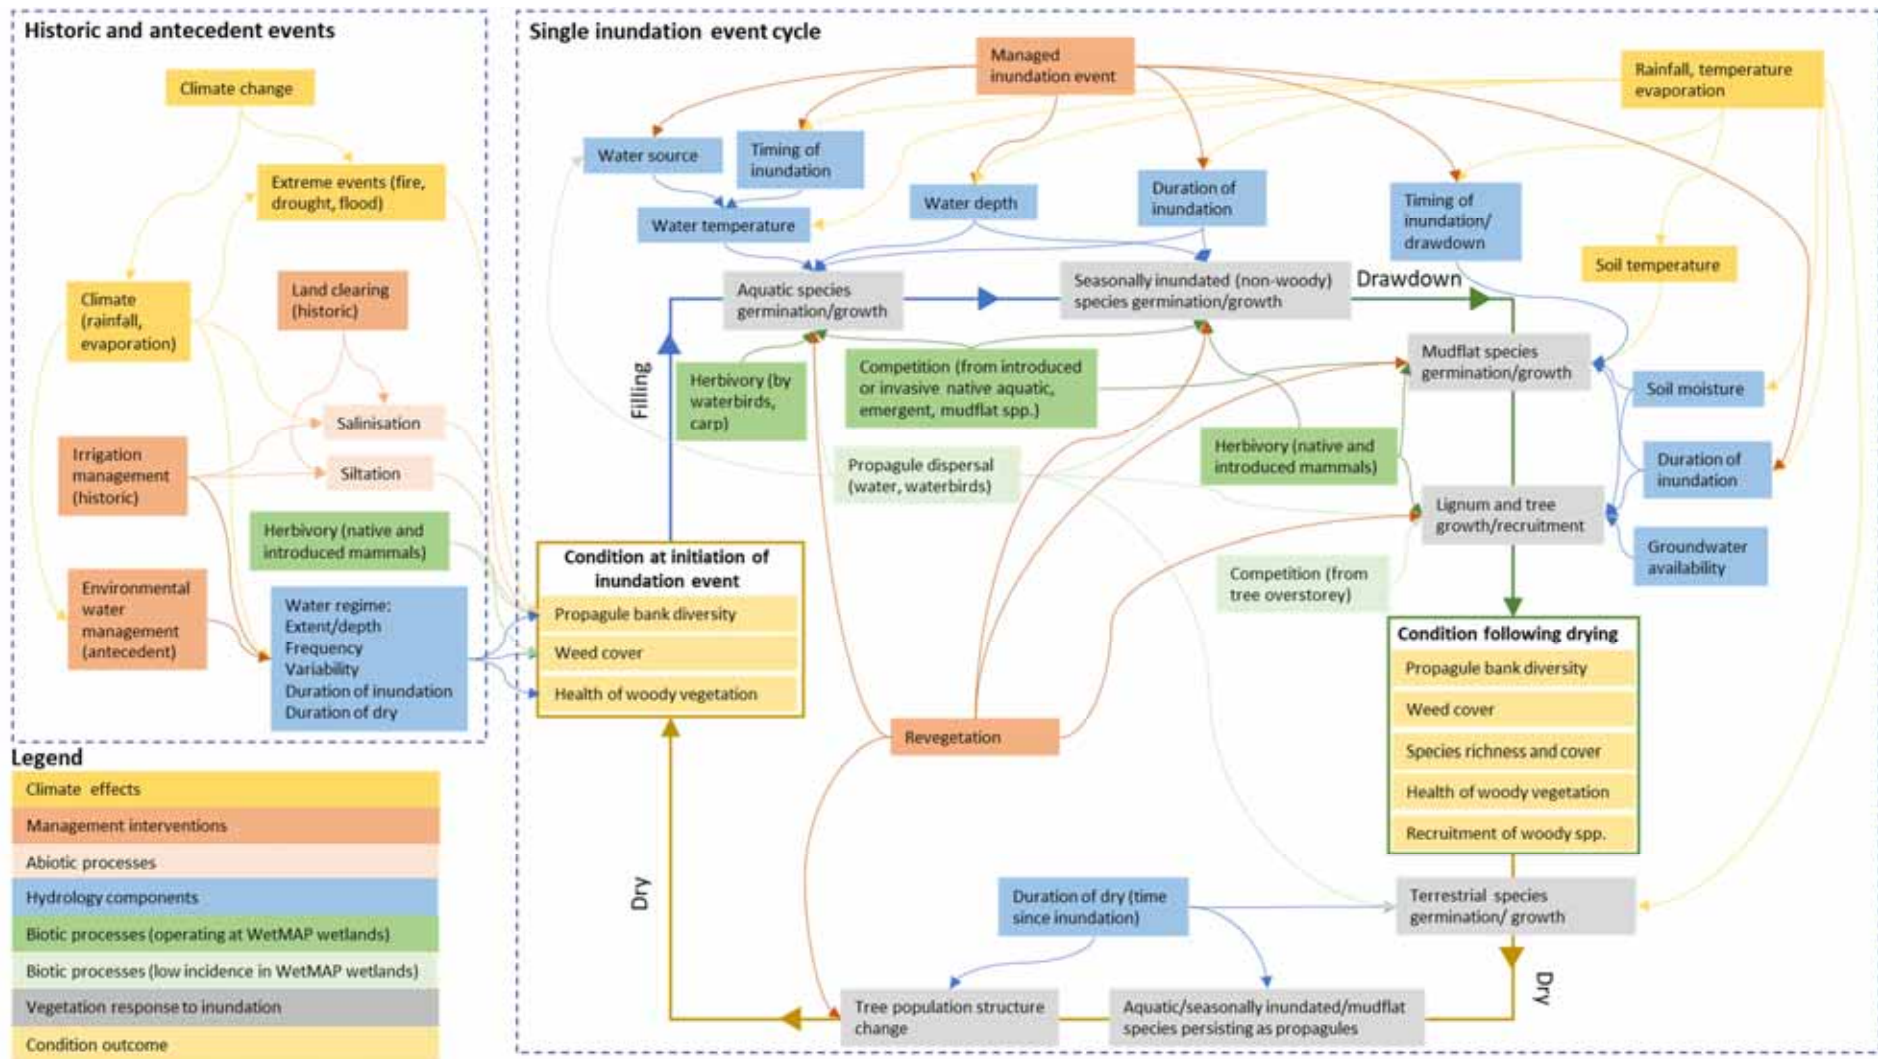 Historic and antecedent events
Climate change
Extreme events (fire,
drought, flood)
Climate
(rainfall,
evaporation)
Land clearing
(historic)
Salinisation
Siltation
Irrigation
management
(historic)
Herbivory (native and
introduced mammals)
Environmental
water
management
(antecedent)
Water regime:
Extent/depth
Frequency
Variability
Duration of inundation
Duration of dry
Legend
Climate effects
Management interventions
Abiotic processes
Hydrology components
Biotic processes (operating at WetMAP wetlands)
Biotic processes (low incidence in WetMAP wetlands)
Vegetation response to inundation
Condition outcome
Single inundation event cycle
Managed
inundation event
Rainfall, temperature
evaporation
Water source
Timing of
inundation
Water temperature
Water depth
Duration of
inundation
Timing of
inundation/
drawdown
Soil temperature
Aquatic species
germination/growth
Seasonally inundated (non-woody)
species germination/growth
Drawdown
Filling
Herbivory (by
waterbirds,
carp)
Competition (from introduced
or invasive native aquatic,
emergent, mudflat spp.)
Mudflat species
germination/growth
Soil moisture
Propagule dispersal
(water, waterbirds)
Herbivory (native and
introduced mammals)
Duration of
inundation
Lignum and tree
growth/recruitment
Groundwater
availability
Competition (from
tree overstorey)
Condition at initiation of
inundation event
Propagule bank diversity
Weed cover
Health of woody vegetation
Revegetation
Condition following drying
Propagule bank diversity
Weed cover
Species richness and cover
Health of woody vegetation
Recruitment of woody spp.
Dry
Duration of dry (time
since inundation)
Terrestrial species
germination/ growth
Dry
Tree population structure
change
Aquatic/seasonally inundated/mudflat
species persisting as propagules